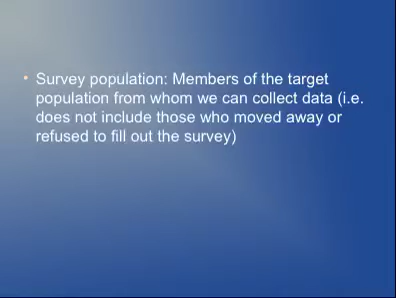 • Survey population: Members of the target
population from whom we can collect data (i.e.
does not include those who moved away or
refused to fill out the survey)